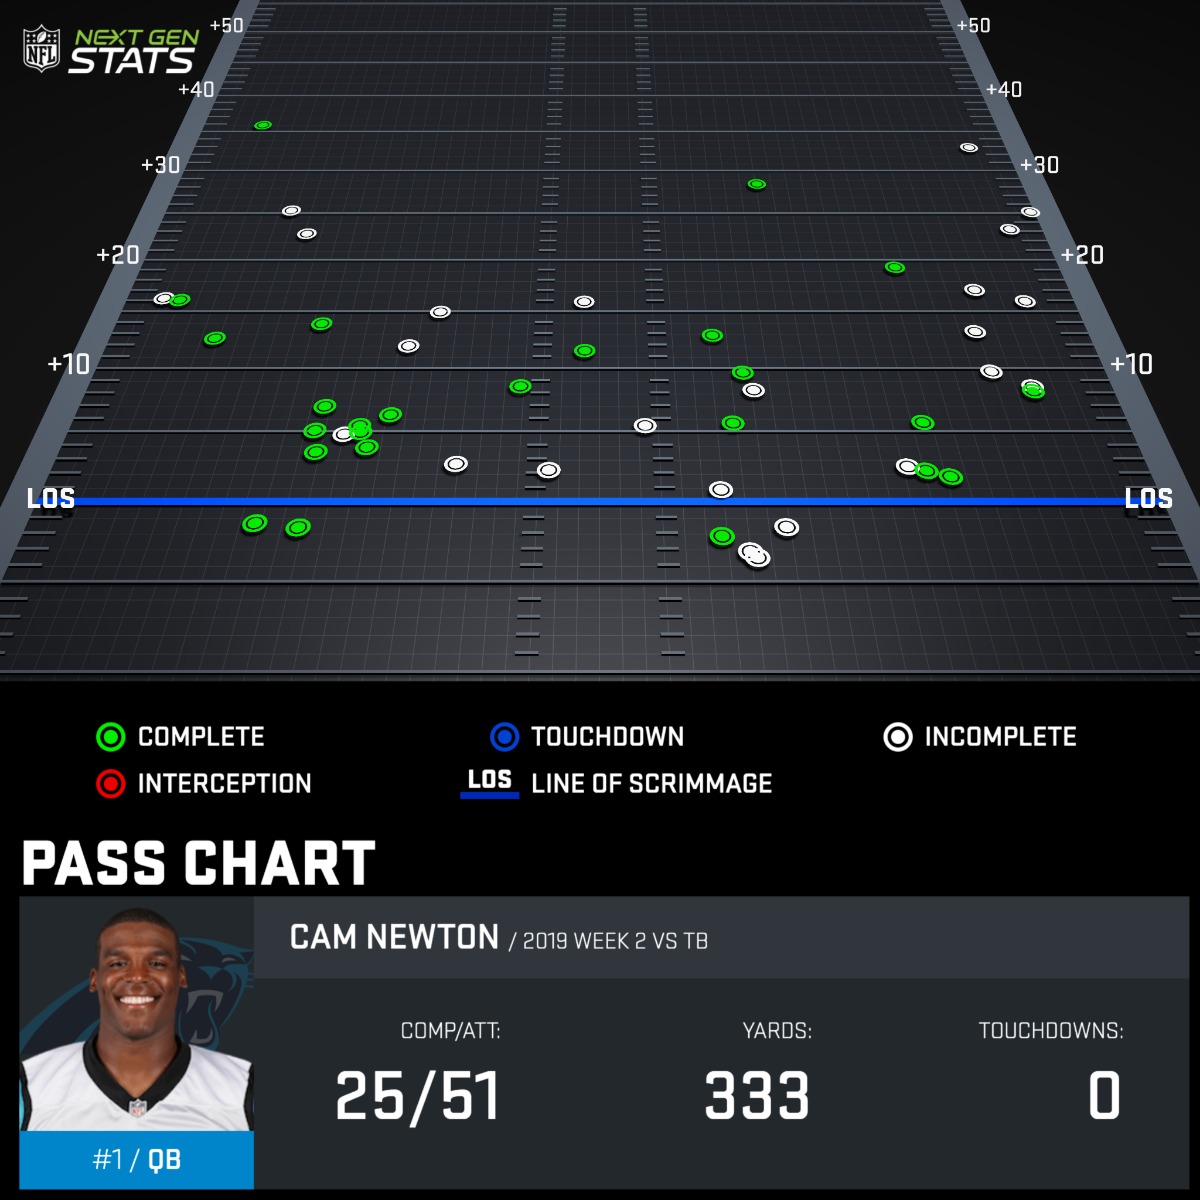 NFL
NEXT GEN
STATS
+50 +50
+40 +40
+30 +30
+20 +20
+10 +10
LOS LOS
COMPLETE TOUCHDOWN INCOMPLETE
INTERCEPTION LOS LINE OF SCRIMMAGE
PASS CHART
CAM NEWTON / 2019 WEEK 2 VS TB
COMP/ATT: YARDS: TOUCHDOWNS:
25/51 333 0
#1 / QB